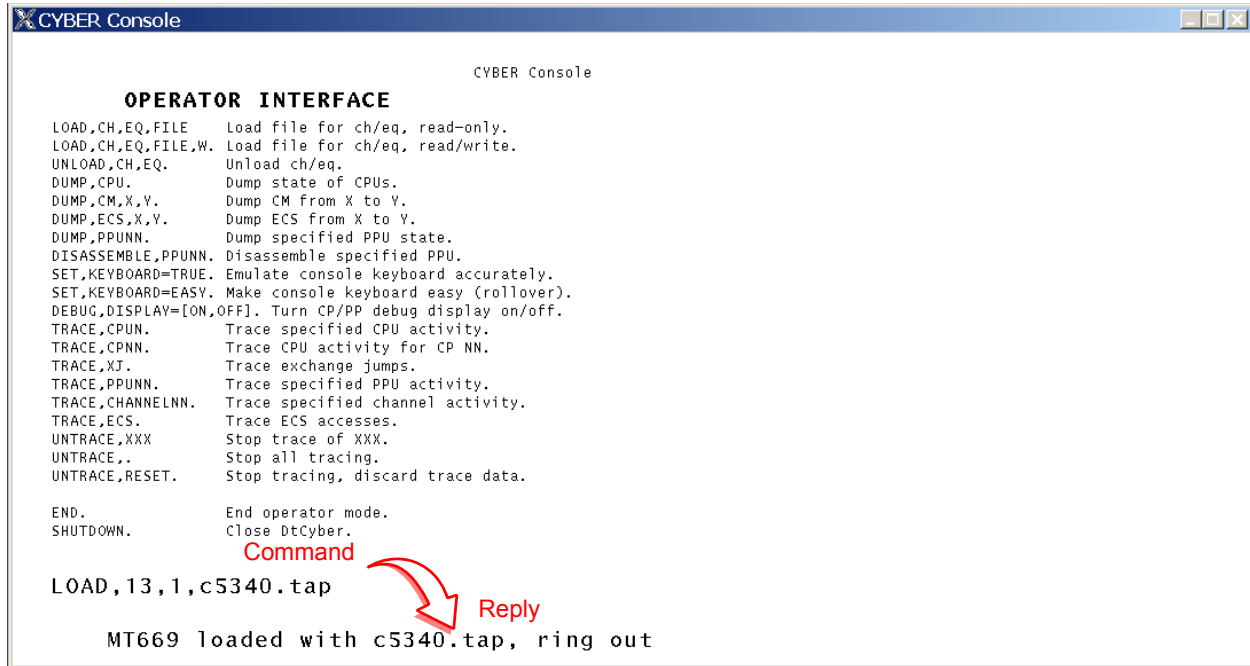 CYBER Console
CYBER Console
OPERATOR INTERFACE
LOAD,CH,EQ,FILE Load file for ch/eq, read-only.
LOAD,CH,EQ,FILE,W. Load file for ch/eq, read/write.
UNLOAD,CH,EQ. Unload ch/eq.
DUMP,CPU. Dump state of CPUs.
DUMP,CM,X,Y. Dump CM from X to Y.
DUMP,ECS,X,Y. Dump ECS from X to Y.
DUMP,PPUNN. Dump specified PPU state.
DISASSEMBLE,PPUNN. Disassemble specified PPU.
SET,KEYBOARD=TRUE. Emulate console keyboard accurately.
SET,KEYBOARD=EASY. Make console keyboard easy (rollover).
DEBUG,DISPLAY=[ON,OFF]. Turn CP/PP debug display on/off.
TRACE,CPUN. Trace specified CPU activity.
TRACE,CPNN. Trace CPU activity for CP NN.
TRACE,XJ. Trace exchange jumps.
TRACE,PPUNN. Trace specified PPU activity.
TRACE,CHANNELNN. Trace specified channel activity.
TRACE,ECS. Trace ECS accesses.
UNTRACE,XXX Stop trace of XXX.
UNTRACE,. Stop all tracing.
UNTRACE,RESET. Stop tracing, discard trace data.
END. End operator mode.
SHUTDOWN. Close DtCyber.
Command
LOAD,13,1,c5340.tap
Reply
MT669 loaded with c5340.tap, ring out